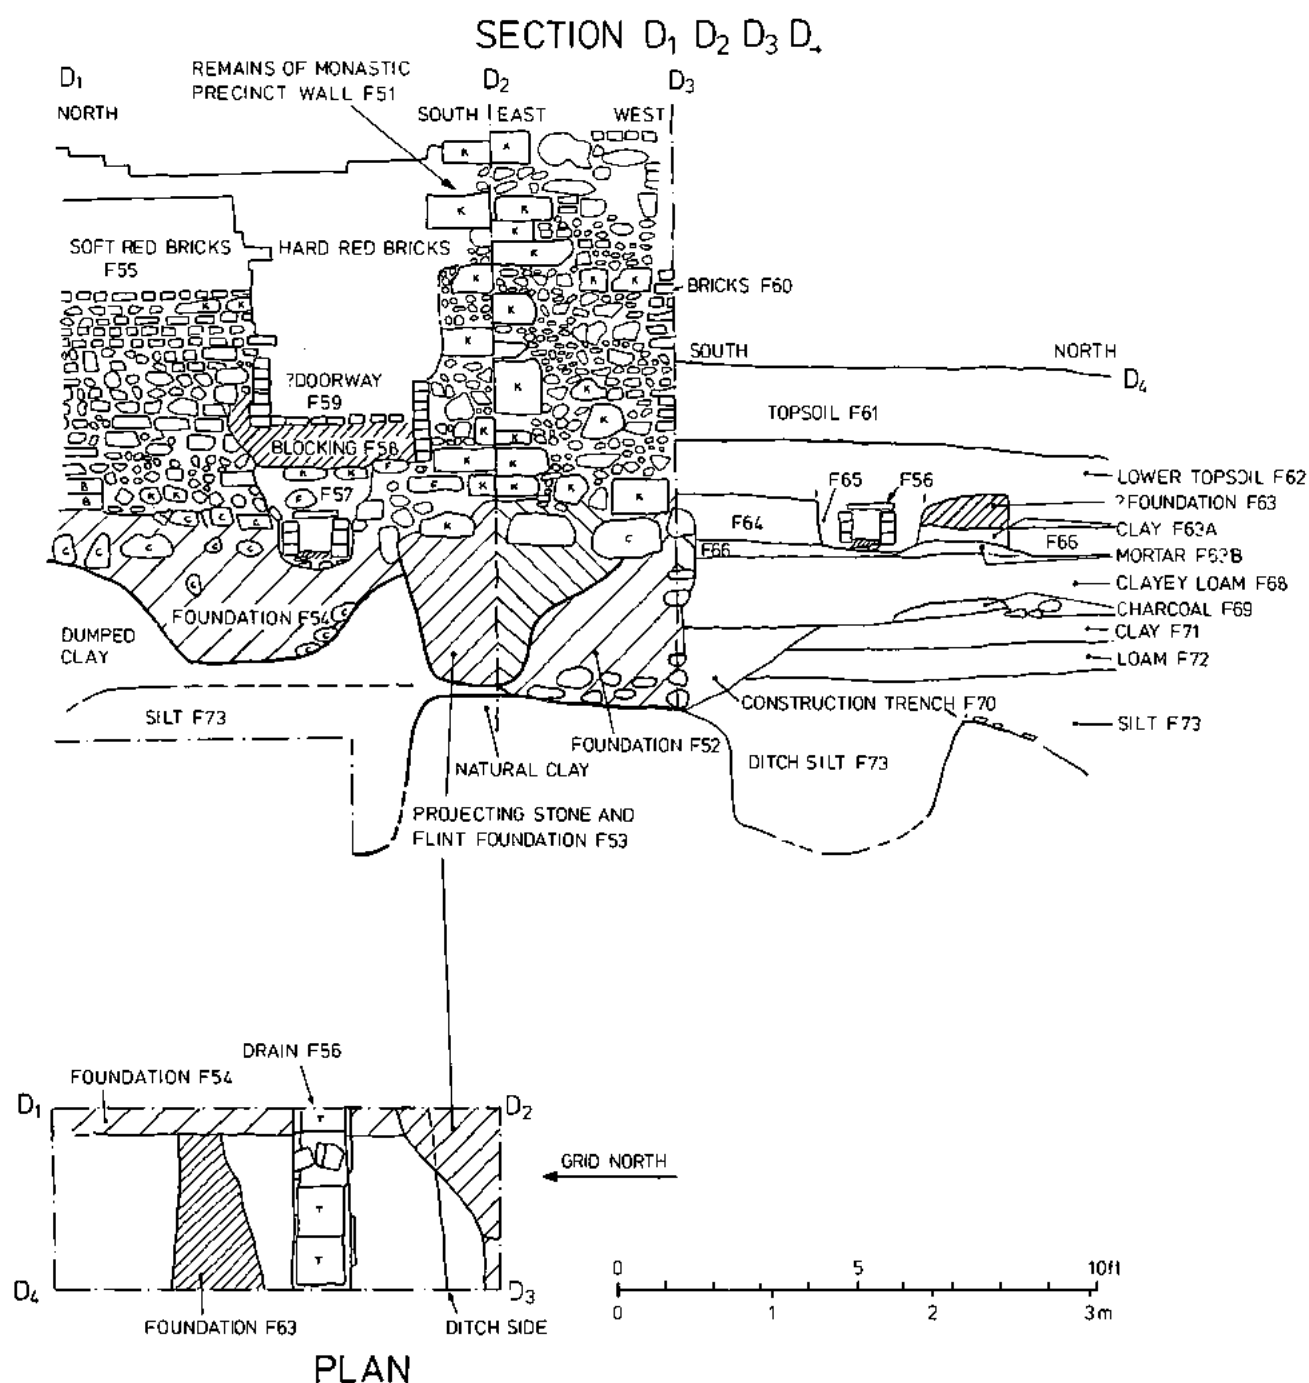 SECTION D₁ D₂ D₃ D₄
REMAINS OF MONASTIC
PRECINCT WALL F51
D₁
D₂
D₃
NORTH
SOUTH
EAST
WEST
SOFT RED BRICKS
F55
HARD RED BRICKS
BRICKS F60
SOUTH
NORTH
D₄
?DOORWAY
F59
TOPSOIL F61
BLOCKING F58
LOWER TOPSOIL F62
F57
F65
F56
?FOUNDATION F63
F64
CLAY F63A
F66
F66
MORTAR F63B
CLAYEY LOAM F68
CHARCOAL F69
FOUNDATION F54
CLAY F71
DUMPED
CLAY
LOAM F72
CONSTRUCTION TRENCH F70
SILT F73
SILT F73
FOUNDATION F52
DITCH SILT F73
NATURAL CLAY
PROJECTING STONE AND
FLINT FOUNDATION F53
DRAIN F56
FOUNDATION F54
D₁
D₂
T
GRID NORTH
T
T
D₄
D₃
FOUNDATION F63
DITCH SIDE
0 5 10ft
0 1 2 3m
PLAN